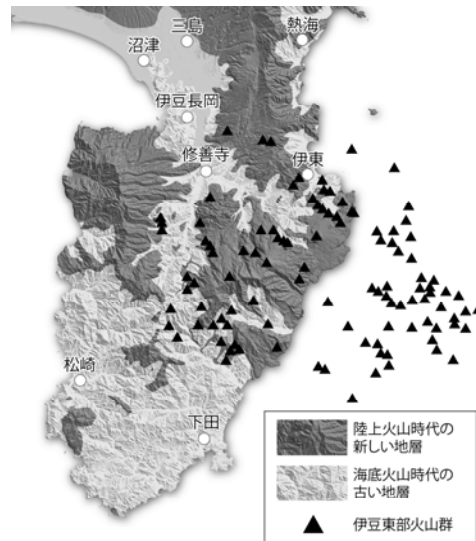 三島
熱海
沼津
伊豆長岡
修善寺
伊東
松崎
下田
陸上火山時代の
新しい地層
海底火山時代の
古い地層
伊豆東部火山群